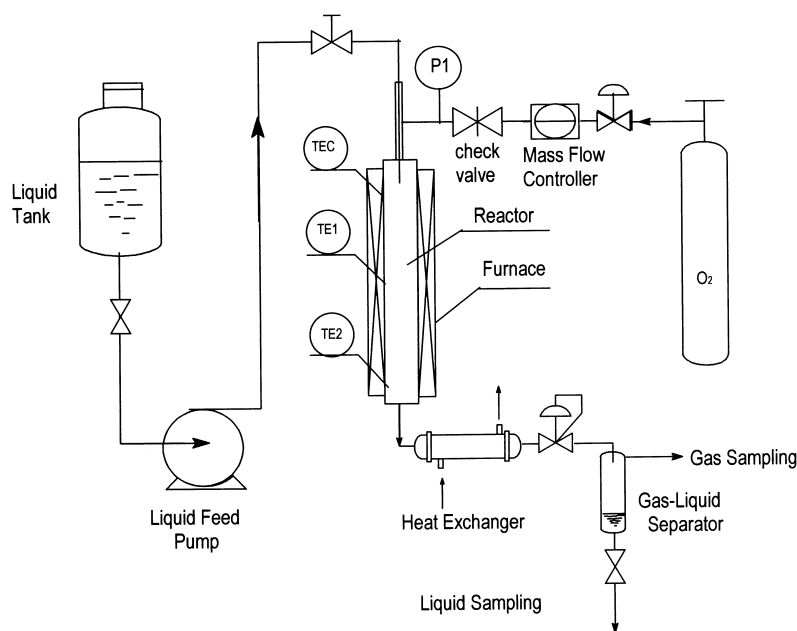 P1
check
valve
Mass Flow
Controller
TEC
Liquid
Tank
Reactor
TE1
Furnace
O2
TE2
Gas Sampling
Heat Exchanger
Gas-Liquid
Separator
Liquid Feed
Pump
Liquid Sampling